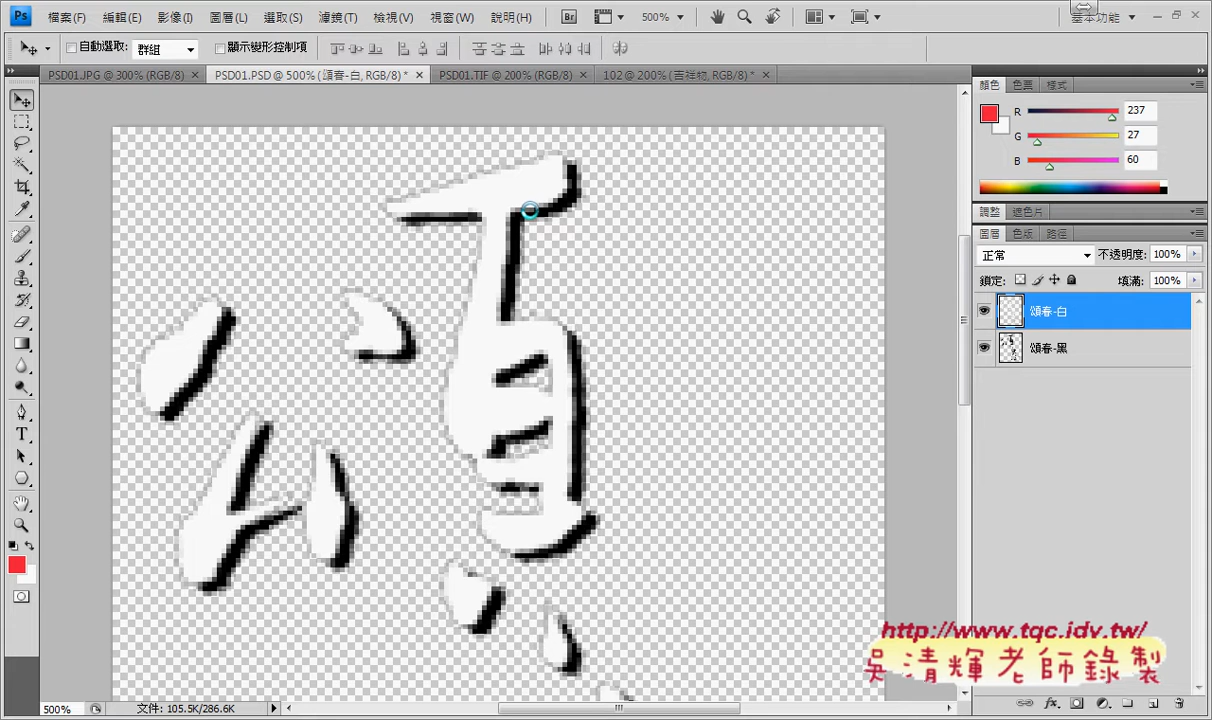 Ps 檔案(F) 編輯(E) 影像(I) 圖層(L) 選取(S) 濾鏡(T) 檢視(V) 視窗(W) 說明(H) Br 500% 基本功能
自動選取: 群組 顯示變形控制項
PSD01.JPG @ 300% (RGB/8) PSD01.PSD @ 500% (頌春-白, RGB/8) * PSD01.TIF @ 200% (RGB/8) 102 @ 200% (吉祥物, RGB/8) *
顏色 色票 樣式
R 237
G 27
B 60
調整 遮色片
圖層 色版 路徑
正常 不透明度: 100%
鎖定: 填滿: 100%
頌春-白
頌春-黑
頌
http://www.tqc.idv.tw/
吳清輝老師錄製
500% 文件: 105.5K/286.6K